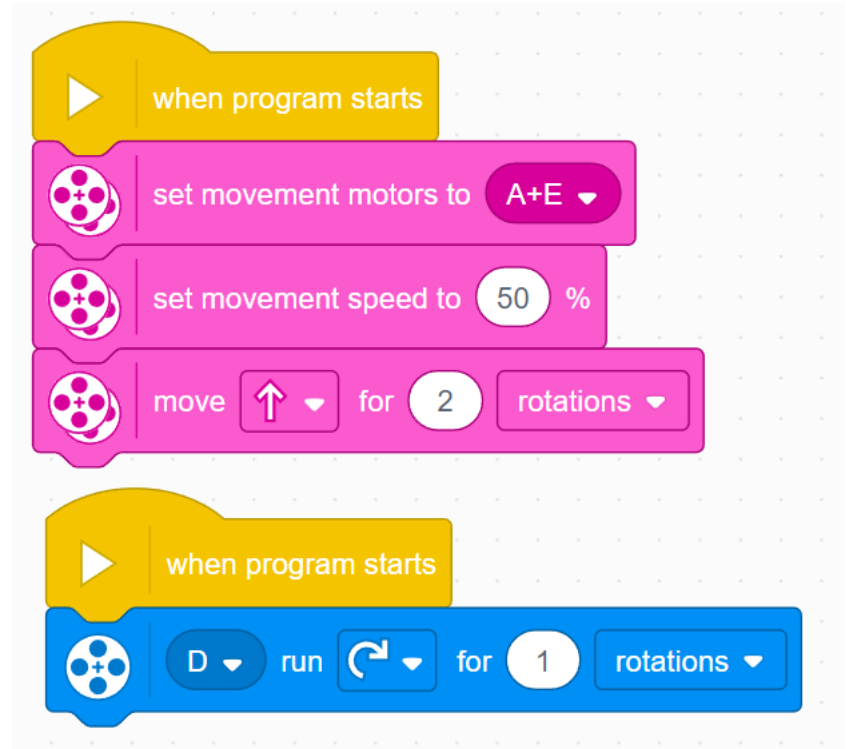 when program starts
set movement motors to A+E
set movement speed to 50 %
move for 2 rotations
when program starts
D run for 1 rotations